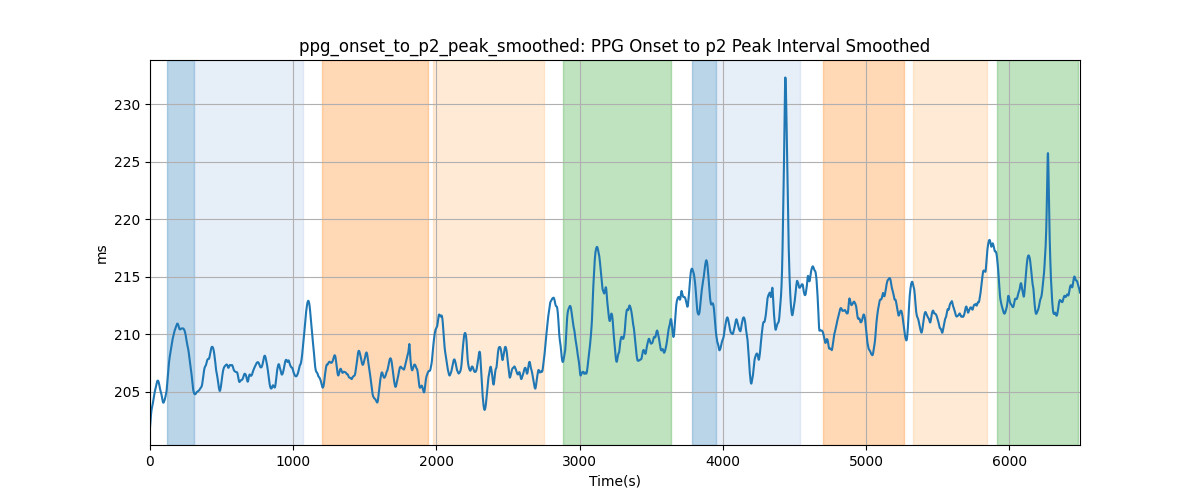 ppg_onset_to_p2_peak_smoothed: PPG Onset to p2 Peak Interval Smoothed
230
225
220
215
210
205
ms
0 1000 2000 3000 4000 5000 6000
Time(s)